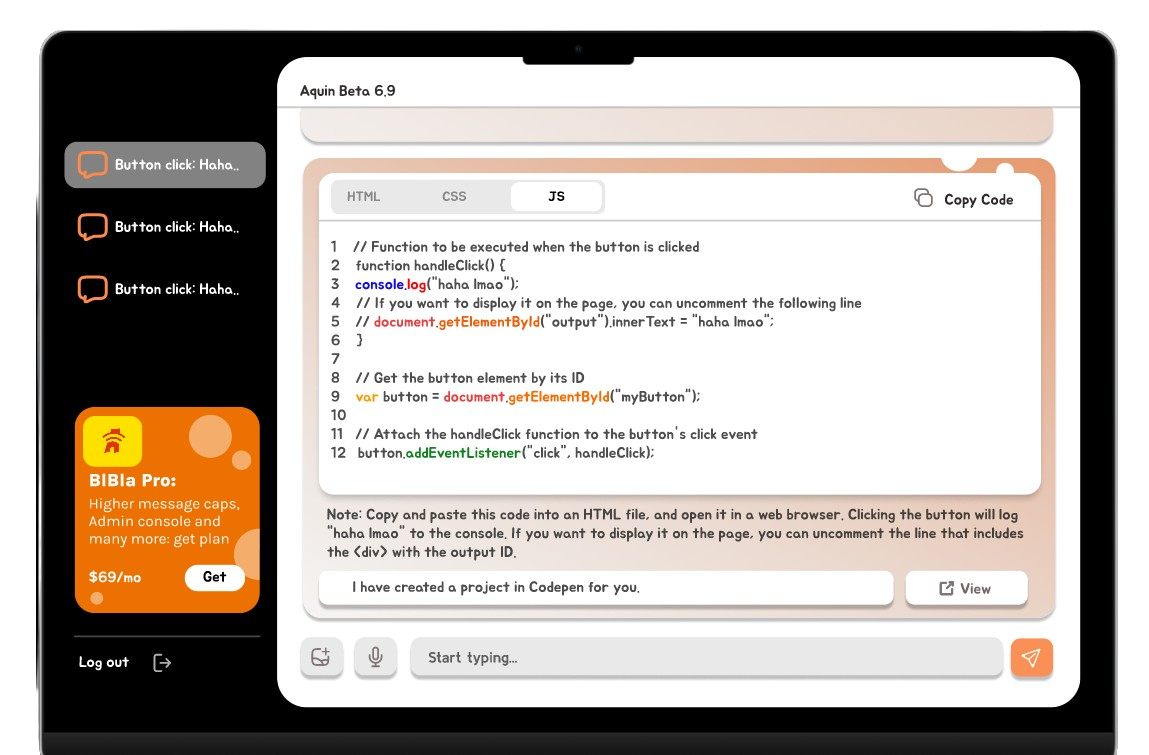 Aquin Beta 6.9
Button click: Haha..
Button click: Haha..
Button click: Haha..
BIBIa Pro:
Higher message caps,
Admin console and
many more: get plan
$69/mo
Get
Log out
HTML
CSS
JS
Copy Code
1 // Function to be executed when the button is clicked
2 function handleClick() {
3 console.log("haha lmao");
4 // If you want to display it on the page, you can uncomment the following line
5 // document.getElementById("output").innerText = "haha lmao";
6 }
7
8 // Get the button element by its ID
9 var button = document.getElementById("myButton");
10
11 // Attach the handleClick function to the button's click event
12 button.addEventListener("click", handleClick);
Note: Copy and paste this code into an HTML file, and open it in a web browser. Clicking the button will log
"haha lmao" to the console. If you want to display it on the page, you can uncomment the line that includes
the <div> with the output ID.
I have created a project in Codepen for you.
View
Start typing...